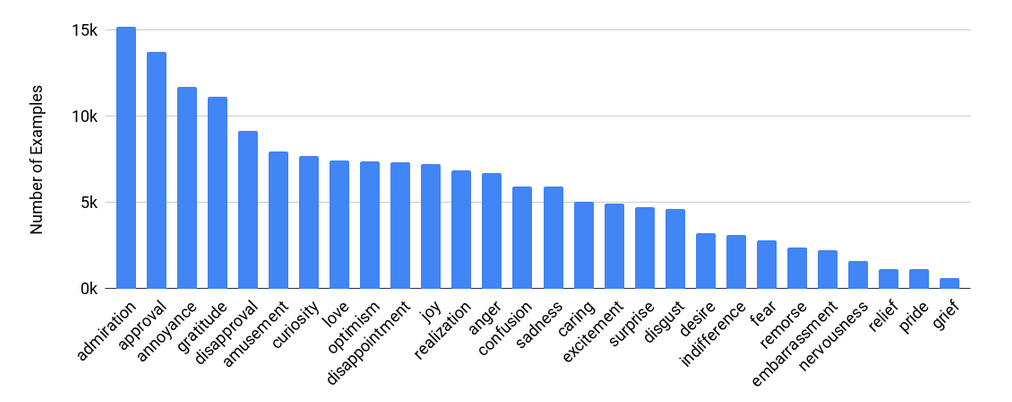 Number of Examples
15k
10k
5k
0k
admiration
approval
annoyance
gratitude
disapproval
amusement
curiosity
love
optimism
disappointment
joy
realization
anger
confusion
sadness
caring
excitement
surprise
disgust
desire
indifference
fear
remorse
embarrassment
nervousness
relief
pride
grief